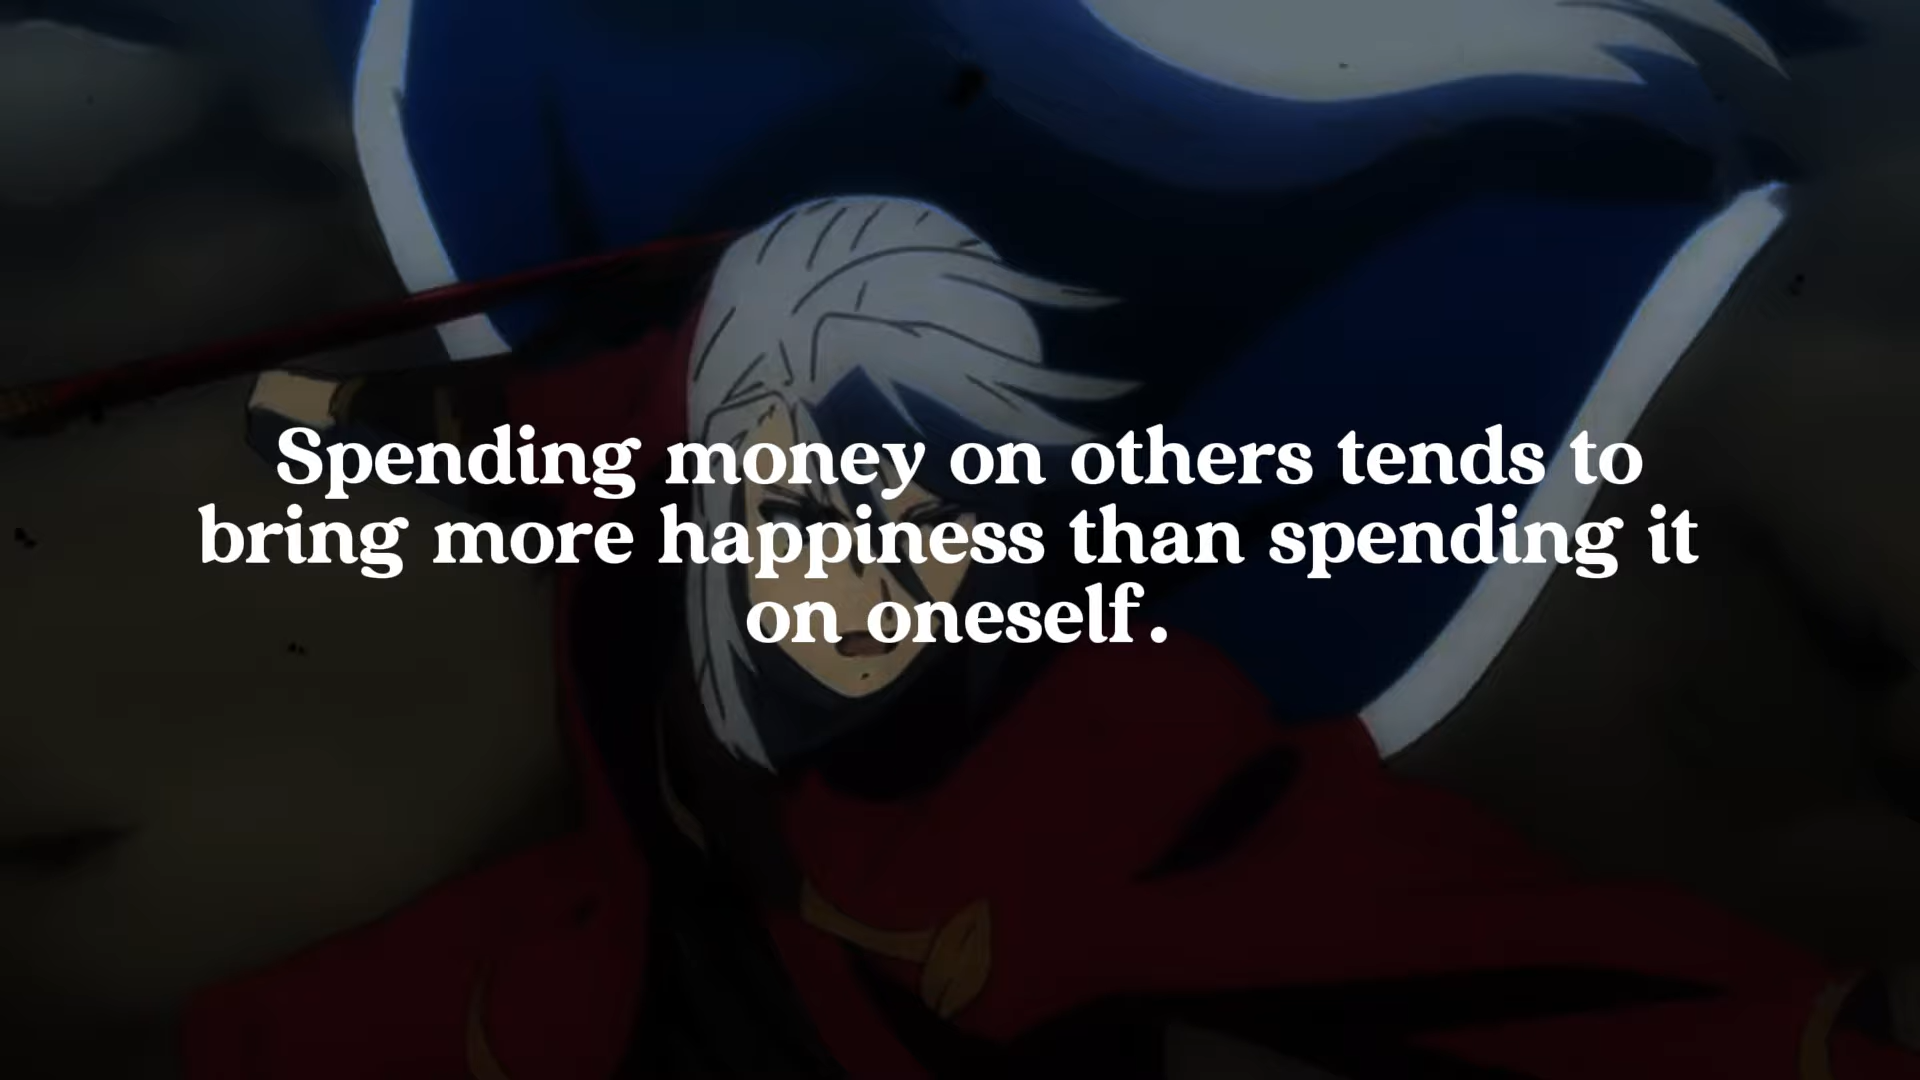 Spending money on others tends to
bring more happiness than spending it
on oneself.